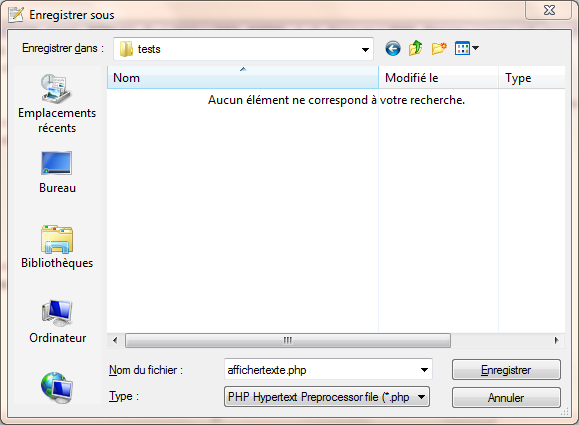 Enregistrer sous
Enregistrer dans :
tests
Nom
Modifié le
Type
Aucun élément ne correspond à votre recherche.
Emplacements
récents
Bureau
Bibliothèques
Ordinateur
Nom du fichier :
affichertexte.php
Enregistrer
Type :
PHP Hypertext Preprocessor file (*.php
Annuler